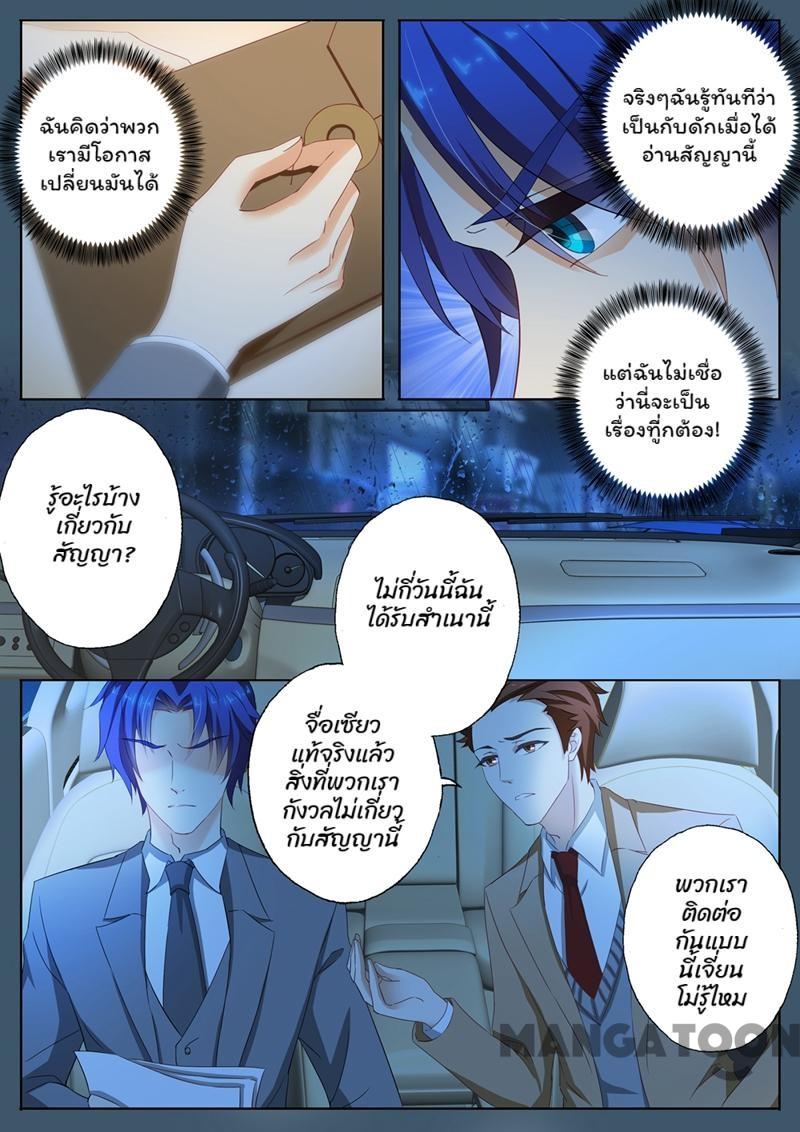 ฉันคิดว่าพวก
เรามีโอกาส
เปลี่ยนมันได้
จริงๆฉันรู้ทันทีว่า
เป็นกับดักเมื่อได้
อ่านสัญญานี้
แต่ฉันไม่เชื่อ
ว่านี่จะเป็น
เรื่องที่ถูกต้อง!
รู้อะไรบ้าง
เกี่ยวกับ
สัญญา?
ไม่กี่วันนี้ฉัน
ได้รับสำเนานี้
จื่อเซียว
แท้จริงแล้ว
สิ่งที่พวกเรา
กังวลไม่เกี่ยว
กับสัญญานี้
พวกเรา
ติดต่อ
กันแบบ
นี้เจี่ยน
โม่รู้ไหม
MANGATOON